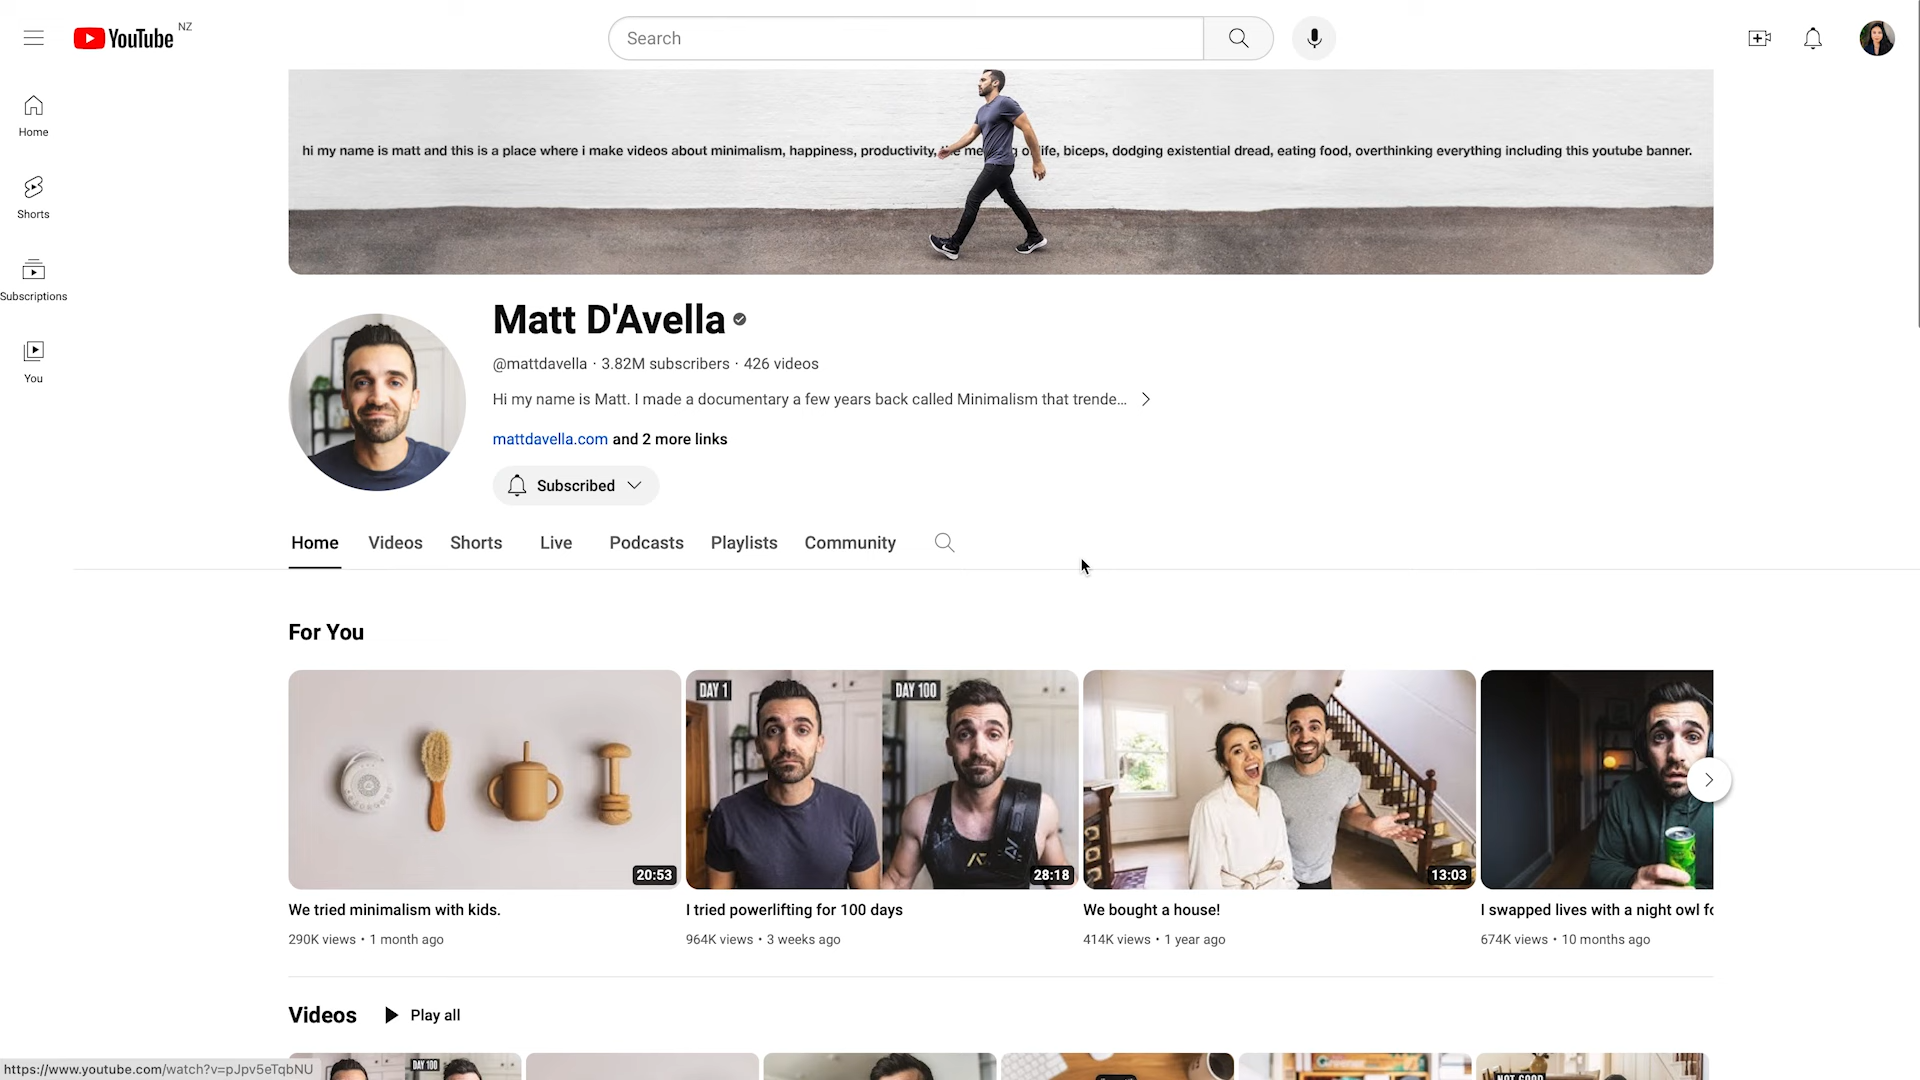 YouTube NZ
Search
Home
Shorts
Subscriptions
You
hi my name is matt and this is a place where i make videos about minimalism, happiness, productivity, life, biceps, dodging existential dread, eating food, overthinking everything including this youtube banner.
Matt D'Avella
@mattdavella · 3.82M subscribers · 426 videos
Hi my name is Matt. I made a documentary a few years back called Minimalism that trende...
mattdavella.com and 2 more links
Subscribed
Home Videos Shorts Live Podcasts Playlists Community
For You
20:53
DAY 1 DAY 100
28:18
13:03
We tried minimalism with kids.
290K views • 1 month ago
I tried powerlifting for 100 days
964K views • 3 weeks ago
We bought a house!
414K views • 1 year ago
I swapped lives with a night owl
674K views • 10 months ago
Videos Play all
DAY 100
NOT GOOD
https://www.youtube.com/watch?v=pJpv5eTqbNU